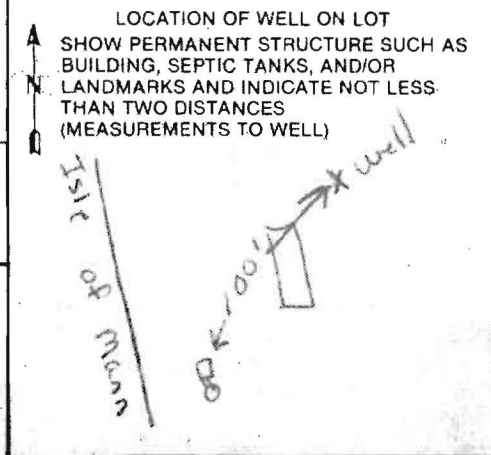 LOCATION OF WELL ON LOT
SHOW PERMANENT STRUCTURE SUCH AS
BUILDING, SEPTIC TANKS, AND/OR
N LANDMARKS AND INDICATE NOT LESS
THAN TWO DISTANCES
(MEASUREMENTS TO WELL)
X well
Isle of Mann
100'